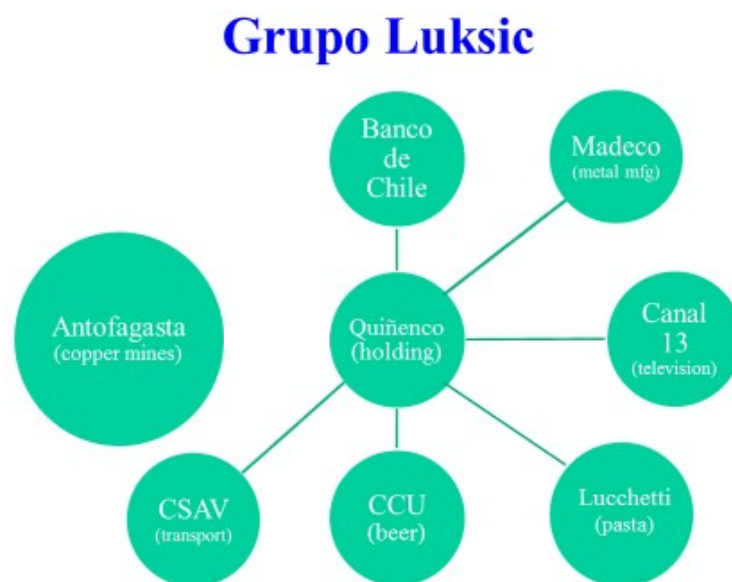 Grupo Luksic
Banco
de
Chile
Madeco
(metal mfg)
Antofagasta
(copper mines)
Quiñenco
(holding)
Canal
13
(television)
CSAV
(transport)
CCU
(beer)
Lucchetti
(pasta)